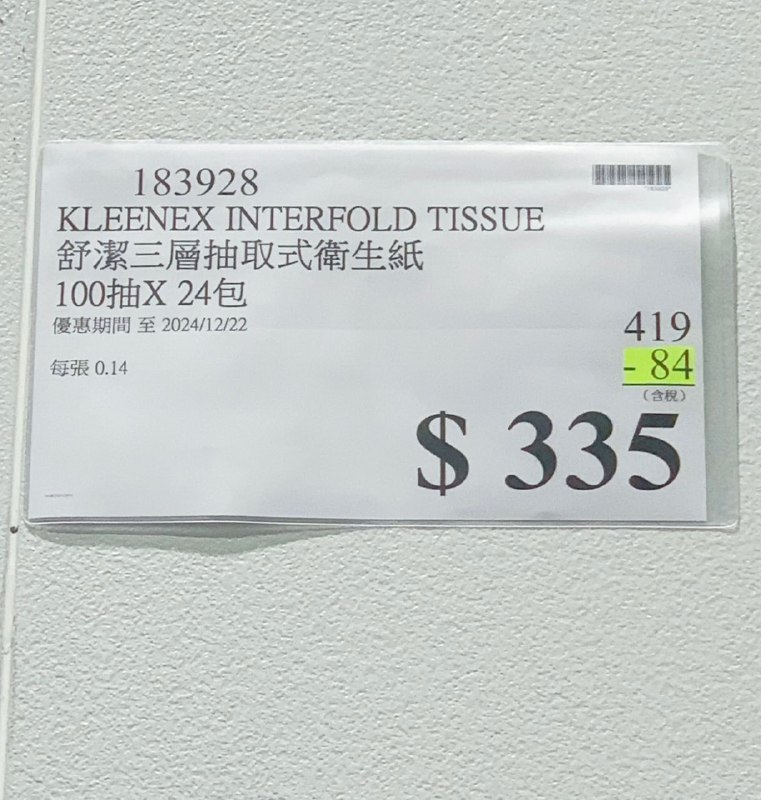 183928
"183928"
KLEENEX INTERFOLD TISSUE
舒潔三層抽取式衛生紙
100抽X 24包
優惠期間 至 2024/12/22
419
- 84
每張 0.14
（含稅）
$ 335